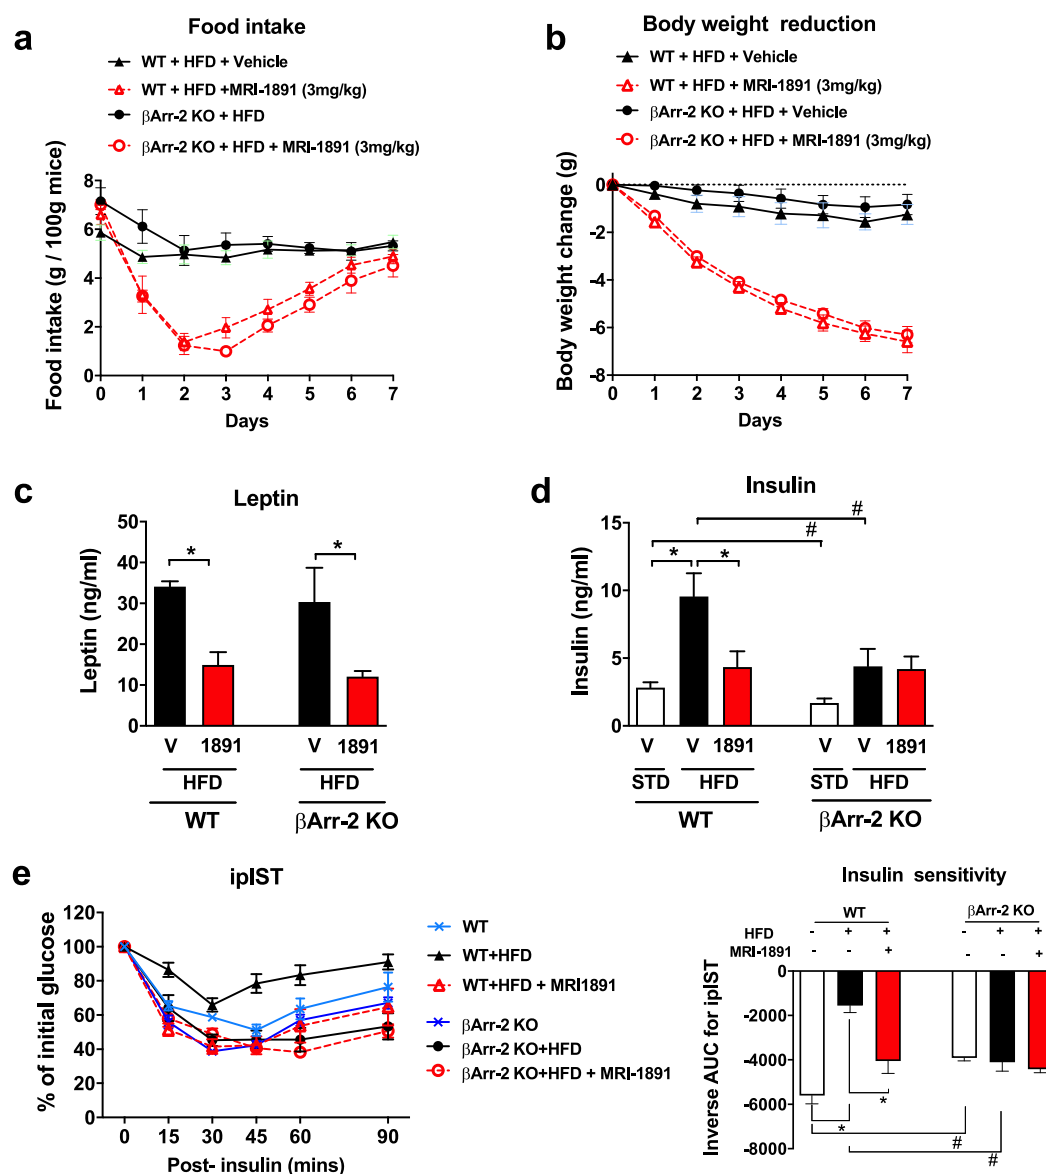 a
Food intake
WT + HFD + Vehicle
WT + HFD +MRI-1891 (3mg/kg)
βArr-2 KO + HFD
βArr-2 KO + HFD + MRI-1891 (3mg/kg)
Food intake (g / 100g mice)
8
6
4
2
0
0 1 2 3 4 5 6 7
Days
b
Body weight reduction
WT + HFD + Vehicle
WT + HFD + MRI-1891 (3mg/kg)
βArr-2 KO + HFD + Vehicle
βArr-2 KO + HFD + MRI-1891 (3mg/kg)
Body weight change (g)
0
-2
-4
-6
-8
0 1 2 3 4 5 6 7
Days
c
Leptin
Leptin (ng/ml)
50
40
30
20
10
0
* *
V 1891 V 1891
HFD HFD
WT βArr-2 KO
d
Insulin
Insulin (ng/ml)
15
10
5
0
#
#
* *
V V 1891 V V 1891
STD HFD STD HFD
WT βArr-2 KO
e
ipIST
% of initial glucose
120
100
80
60
40
20
0
0 15 30 45 60 90
Post- insulin (mins)
WT
WT+HFD
WT+HFD + MRI1891
βArr-2 KO
βArr-2 KO+HFD
βArr-2 KO+HFD + MRI-1891
Insulin sensitivity
WT βArr-2 KO
HFD - + + - + +
MRI-1891 - - + - - +
Inverse AUC for ipIST
0
-2000
-4000
-6000
-8000
* *
# #